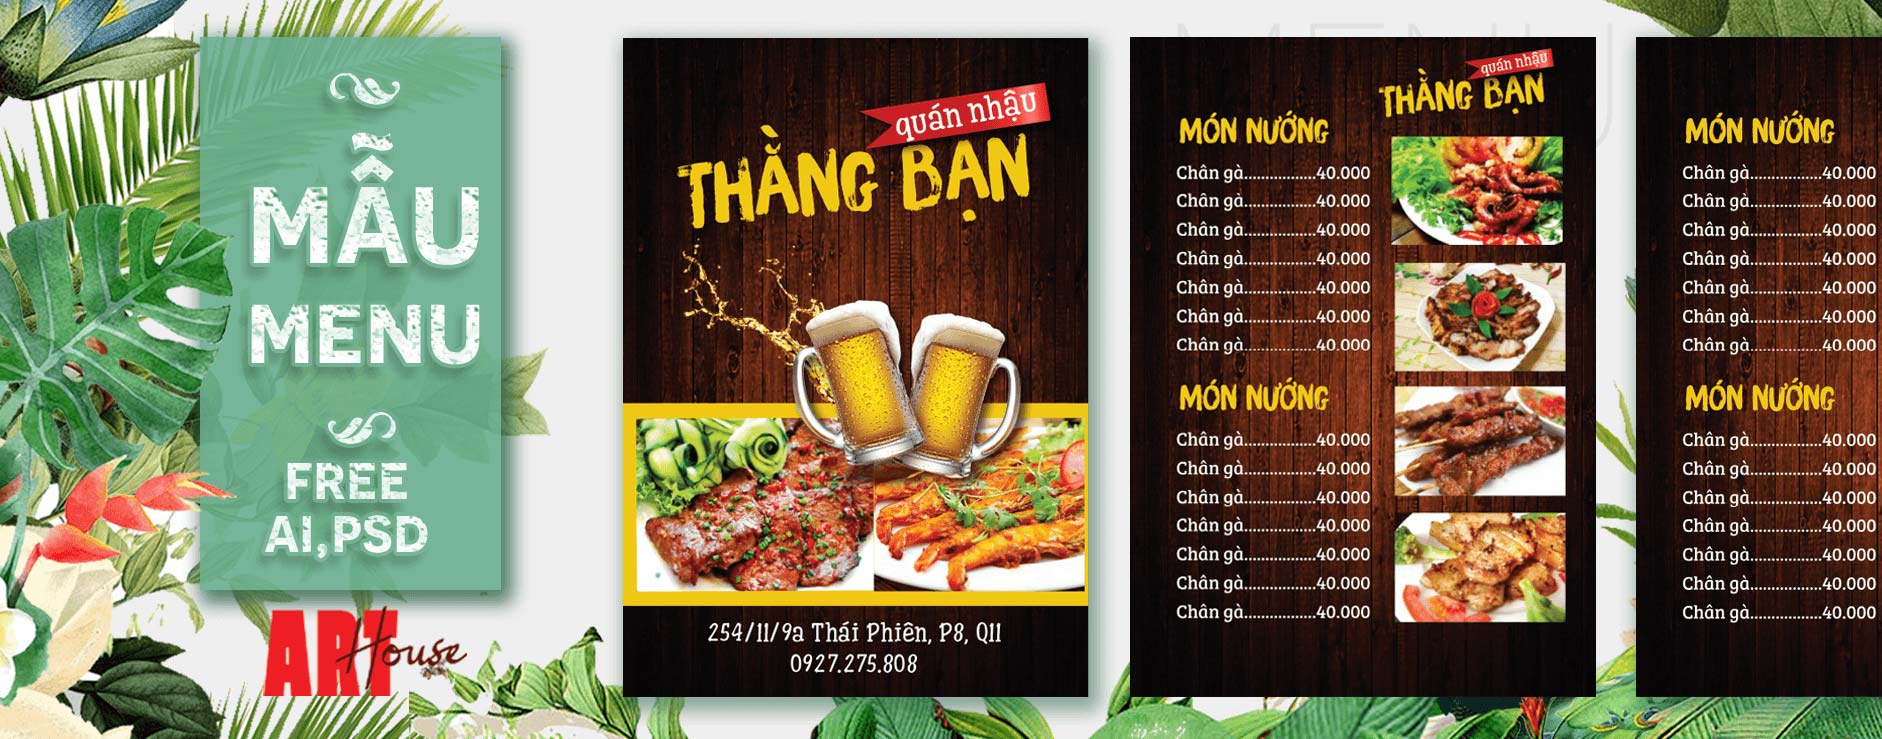 MẪU
MENU
FREE
AI,PSD
ART House
quán nhậu
THẰNG BẠN
254/11/9a Thái Phiên, P8, Q11
0927.275.808
MENU
quán nhậu
THẰNG BẠN
MÓN NƯỚNG
Chân gà.................40.000
Chân gà.................40.000
Chân gà.................40.000
Chân gà.................40.000
Chân gà.................40.000
Chân gà.................40.000
Chân gà.................40.000
MÓN NƯỚNG
Chân gà.................40.000
Chân gà.................40.000
Chân gà.................40.000
Chân gà.................40.000
Chân gà.................40.000
Chân gà.................40.000
Chân gà.................40.000
MÓN NƯỚNG
Chân gà.................40.000
Chân gà.................40.000
Chân gà.................40.000
Chân gà.................40.000
Chân gà.................40.000
Chân gà.................40.000
Chân gà.................40.000
MÓN NƯỚNG
Chân gà.................40.000
Chân gà.................40.000
Chân gà.................40.000
Chân gà.................40.000
Chân gà.................40.000
Chân gà.................40.000
Chân gà.................40.000